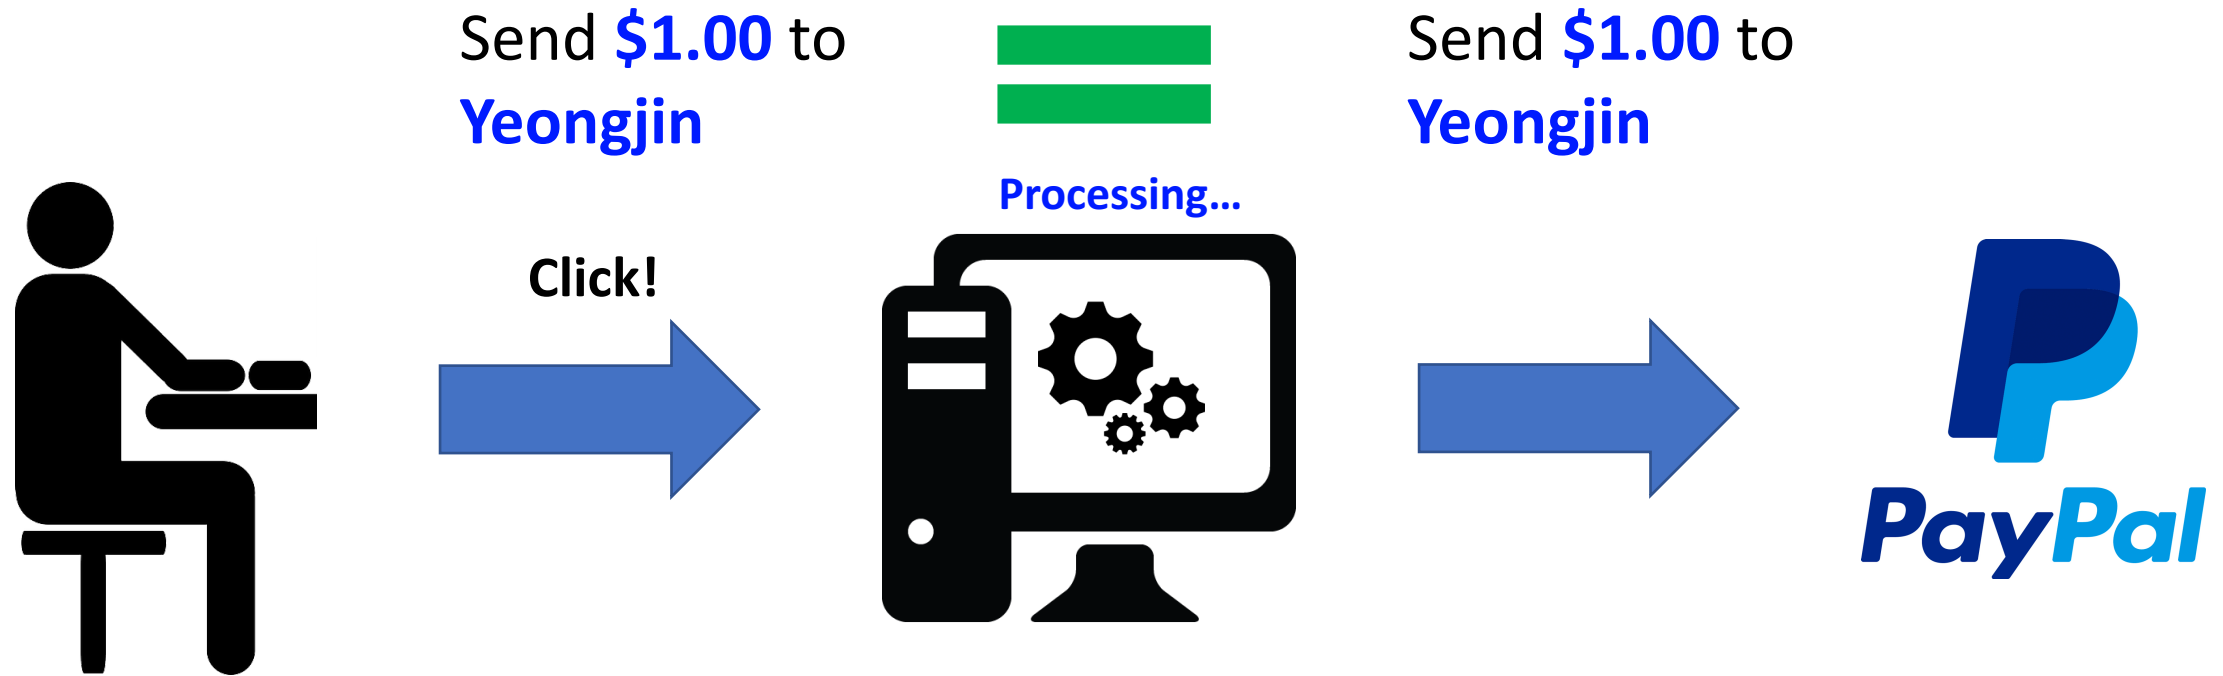 Send $1.00 to
Yeongjin
Send $1.00 to
Yeongjin
Processing...
Click!
PayPal